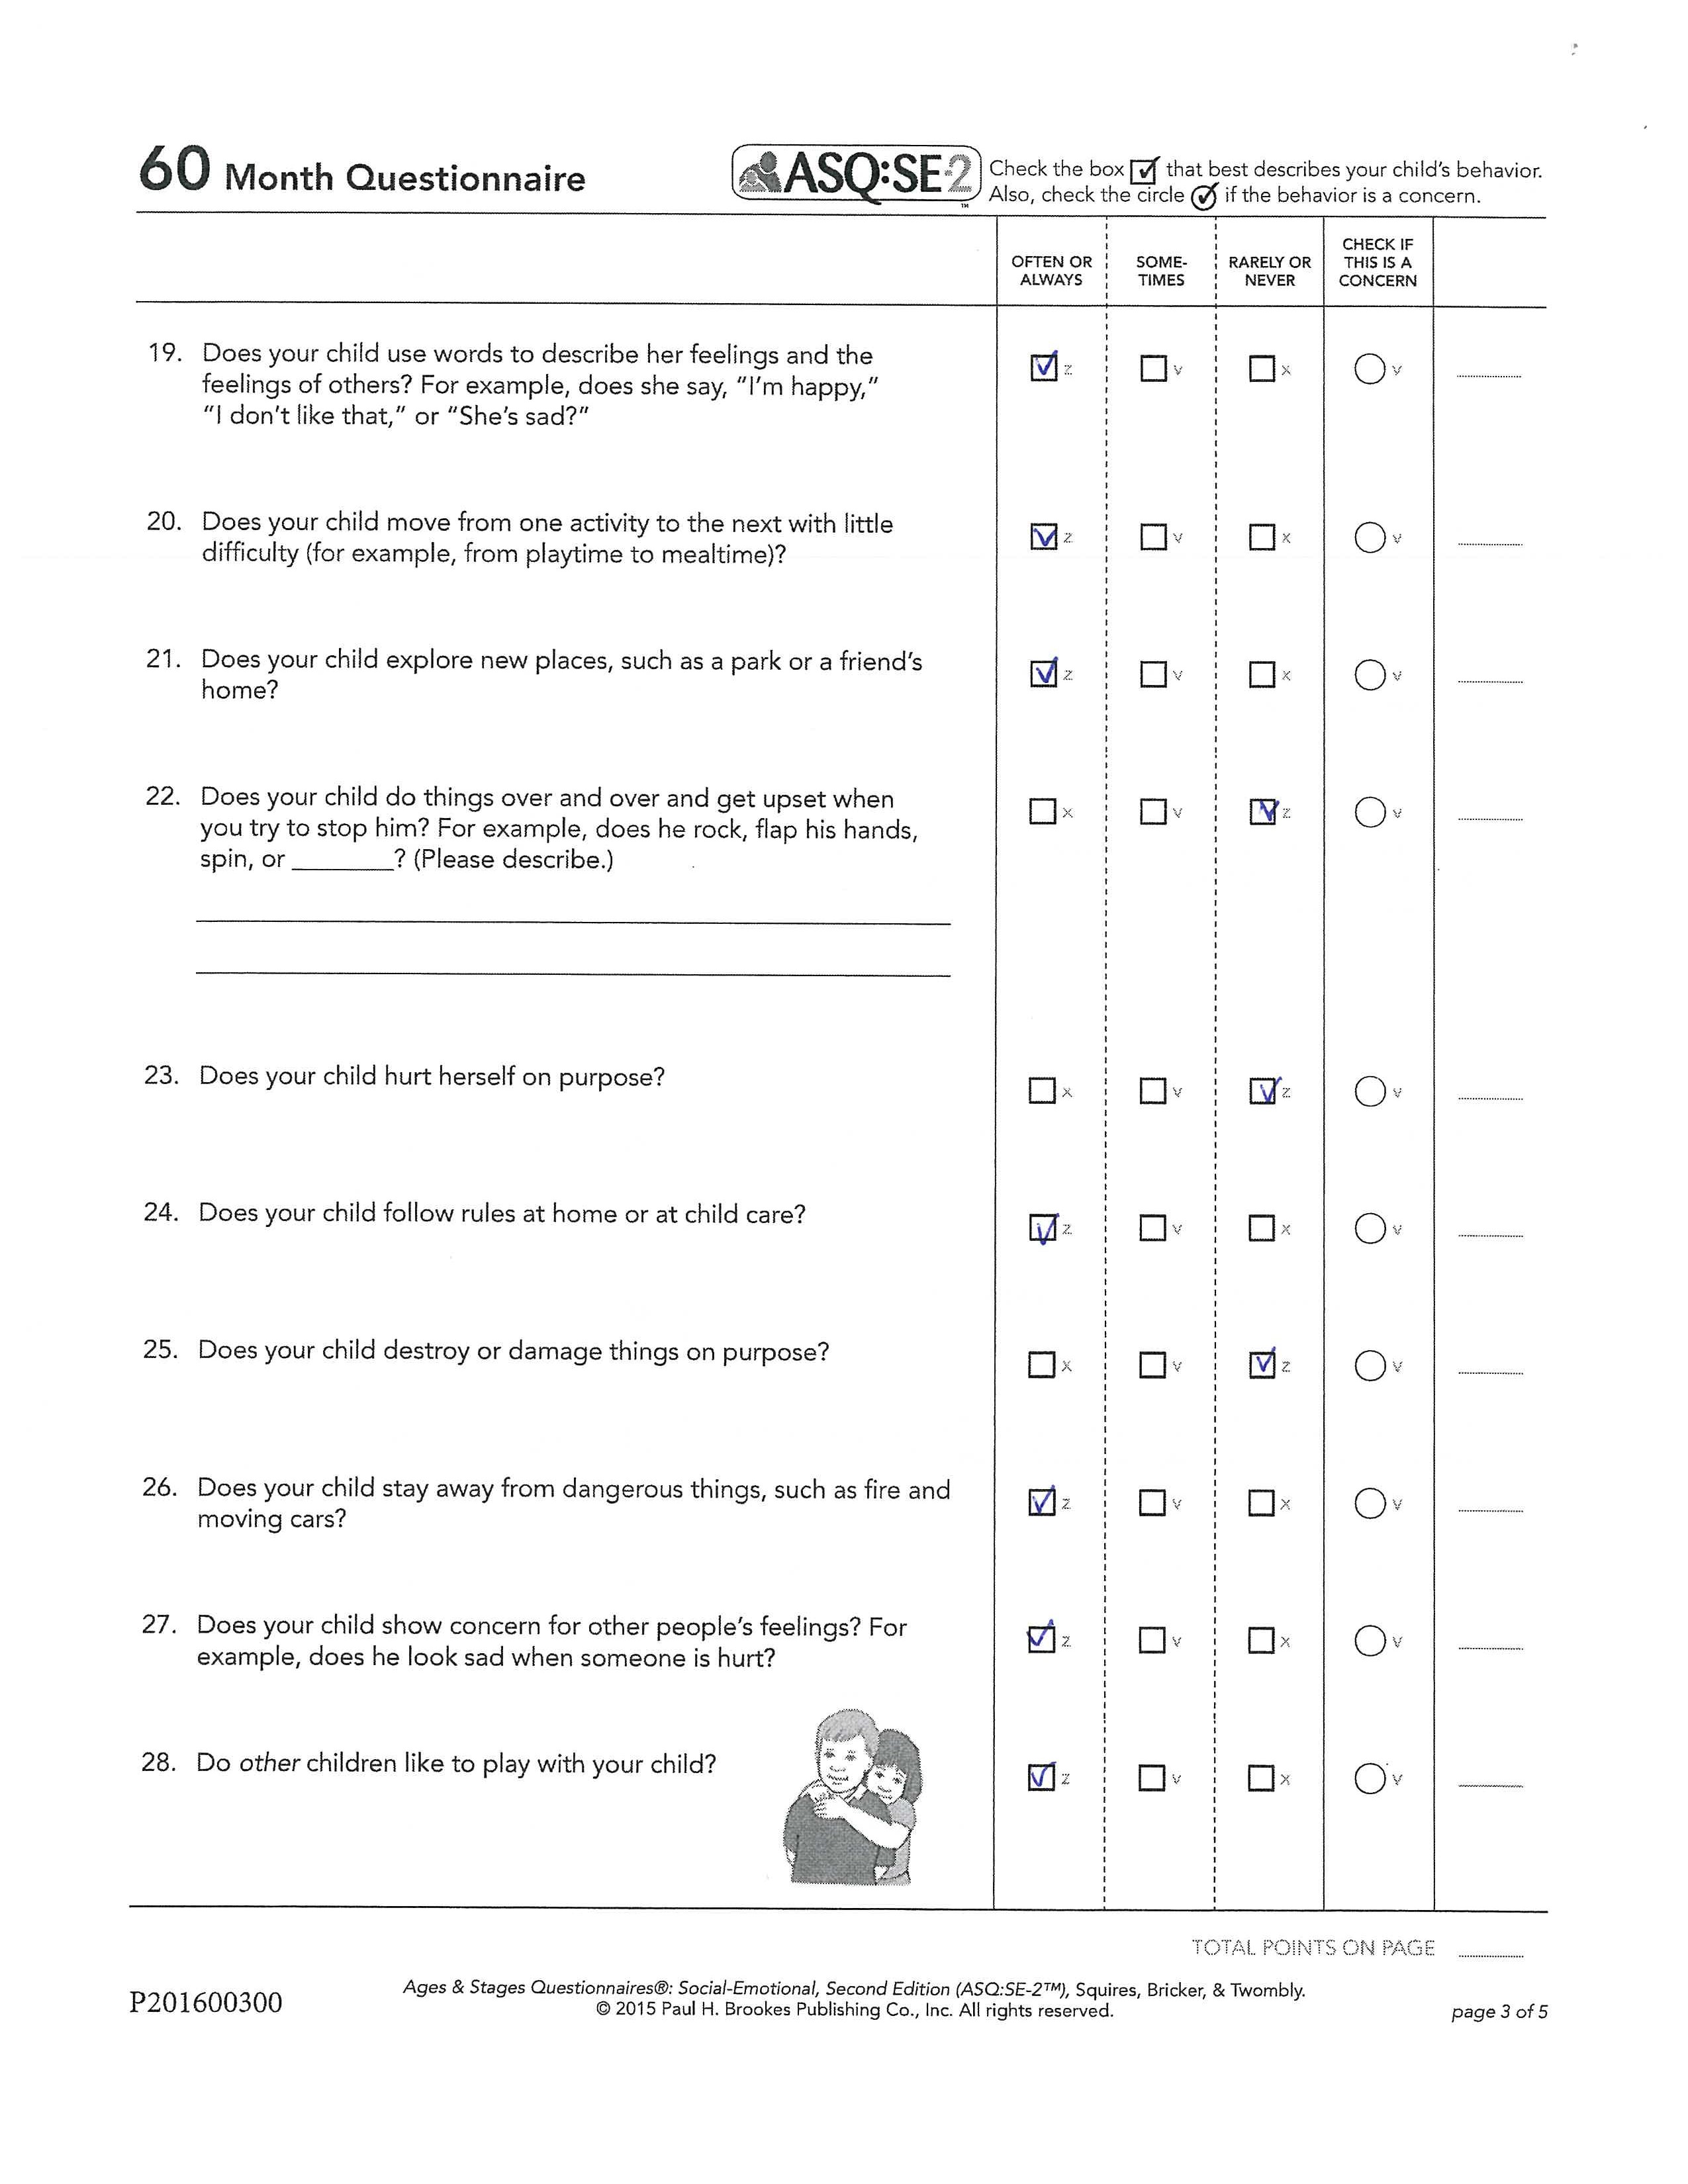 60 Month Questionnaire
ASQ:SE-2™
Check the box ☑ that best describes your child's behavior.
Also, check the circle ✓ if the behavior is a concern.
OFTEN OR ALWAYS
SOME-TIMES
RARELY OR NEVER
CHECK IF THIS IS A CONCERN
19. Does your child use words to describe her feelings and the
feelings of others? For example, does she say, "I'm happy,"
"I don't like that," or "She's sad?"
☑ z ☐ v ☐ x ○ v
20. Does your child move from one activity to the next with little
difficulty (for example, from playtime to mealtime)?
☑ z ☐ v ☐ x ○ v
21. Does your child explore new places, such as a park or a friend's
home?
☑ z ☐ v ☐ x ○ v
22. Does your child do things over and over and get upset when
you try to stop him? For example, does he rock, flap his hands,
spin, or ________? (Please describe.)
☐ x ☐ v ☑ z ○ v
23. Does your child hurt herself on purpose?
☐ x ☐ v ☑ z ○ v
24. Does your child follow rules at home or at child care?
☑ z ☐ v ☐ x ○ v
25. Does your child destroy or damage things on purpose?
☐ x ☐ v ☑ z ○ v
26. Does your child stay away from dangerous things, such as fire and
moving cars?
☑ z ☐ v ☐ x ○ v
27. Does your child show concern for other people's feelings? For
example, does he look sad when someone is hurt?
☑ z ☐ v ☐ x ○ v
28. Do other children like to play with your child?
☑ z ☐ v ☐ x ○ v
TOTAL POINTS ON PAGE
P201600300
Ages & Stages Questionnaires®: Social-Emotional, Second Edition (ASQ:SE-2™), Squires, Bricker, & Twombly.
© 2015 Paul H. Brookes Publishing Co., Inc. All rights reserved.
page 3 of 5